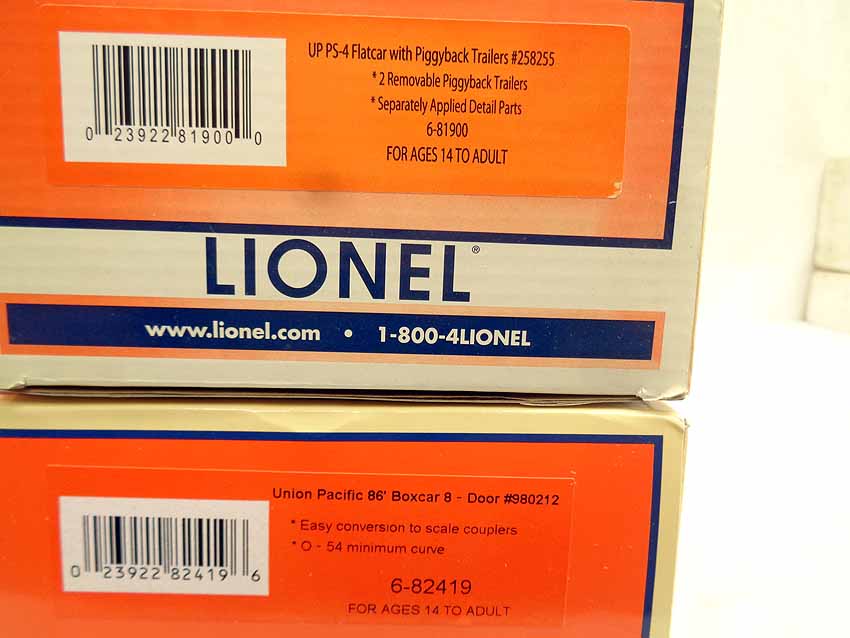 UP PS-4 Flatcar with Piggyback Trailers #258255
* 2 Removable Piggyback Trailers
* Separately Applied Detail Parts
6-81900
FOR AGES 14 TO ADULT
0 23922 81900 0
LIONEL®
www.lionel.com • 1-800-4LIONEL
Union Pacific 86' Boxcar 8 - Door #980212
* Easy conversion to scale couplers
* O - 54 minimum curve
6-82419
FOR AGES 14 TO ADULT
0 23922 82419 6